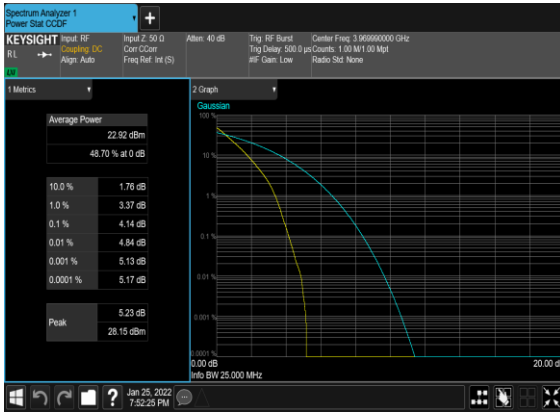 Spectrum Analyzer 1
Power Stat CCDF
+
KEYSIGHT
RL
Input: RF
Coupling: DC
Align: Auto
Input Z: 50 Ω
Corr CCorr
Freq Ref: Int (S)
Atten: 40 dB
Trig: RF Burst
Trig Delay: 500.0 µs
#IF Gain: Low
Center Freq: 3.969990000 GHz
Counts: 1.00 M/1.00 Mpt
Radio Std: None
1 Metrics
Average Power
22.92 dBm
48.70 % at 0 dB
10.0 % 1.76 dB
1.0 % 3.37 dB
0.1 % 4.14 dB
0.01 % 4.84 dB
0.001 % 5.13 dB
0.0001 % 5.17 dB
Peak
5.23 dB
28.15 dBm
2 Graph
Gaussian
100 %
10 %
1 %
0.1 %
0.01 %
0.001 %
0.0001 %
0.00 dB
20.00 d
Info BW 25.000 MHz
?
Jan 25, 2022
7:52:25 PM